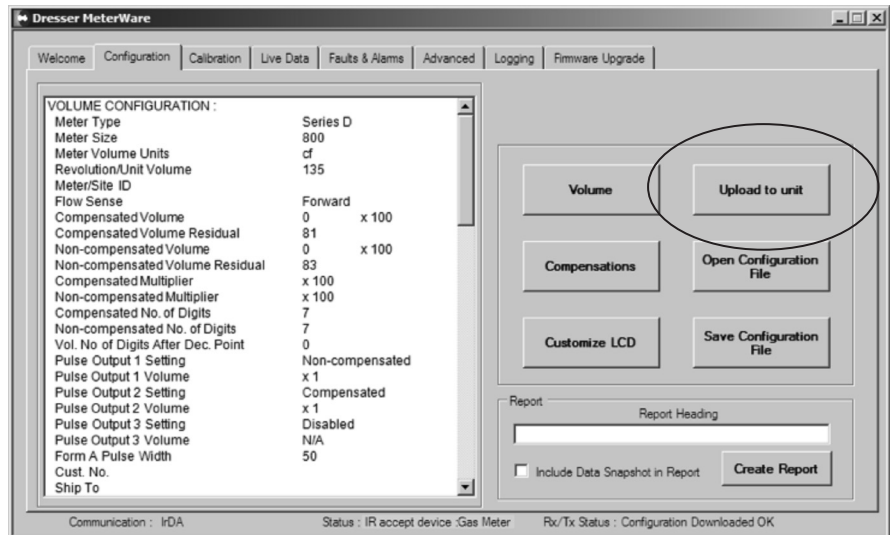 Dresser MeterWare
Welcome Configuration Calibration Live Data Faults & Alarms Advanced Logging Firmware Upgrade
VOLUME CONFIGURATION :
Meter Type Series D
Meter Size 800
Meter Volume Units cf
Revolution/Unit Volume 135
Meter/Site ID
Flow Sense Forward
Compensated Volume 0 x 100
Compensated Volume Residual 81
Non-compensated Volume 0 x 100
Non-compensated Volume Residual 83
Compensated Multiplier x 100
Non-compensated Multiplier x 100
Compensated No. of Digits 7
Non-compensated No. of Digits 7
Vol. No of Digits After Dec. Point 0
Pulse Output 1 Setting Non-compensated
Pulse Output 1 Volume x 1
Pulse Output 2 Setting Compensated
Pulse Output 2 Volume x 1
Pulse Output 3 Setting Disabled
Pulse Output 3 Volume N/A
Form A Pulse Width 50
Cust. No.
Ship To
Volume
Upload to unit
Compensations
Open Configuration
File
Customize LCD
Save Configuration
File
Report
Report Heading
Include Data Snapshot in Report
Create Report
Communication : IrDA Status : IR accept device :Gas Meter Rx/Tx Status : Configuration Downloaded OK